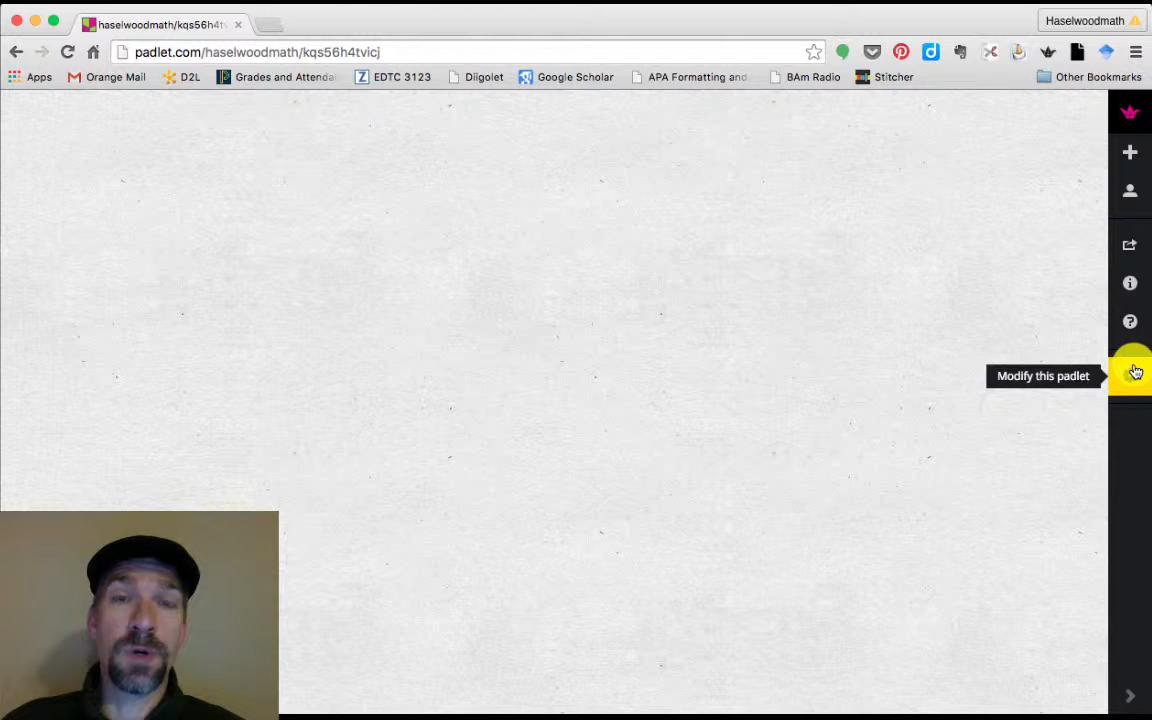 haselwoodmath/kqs56h4t
Haselwoodmath
padlet.com/haselwoodmath/kqs56h4tvicj
Apps Orange Mail D2L Grades and Attenda EDTC 3123 Diigolet Google Scholar APA Formatting and BAm Radio Stitcher Other Bookmarks
Modify this padlet